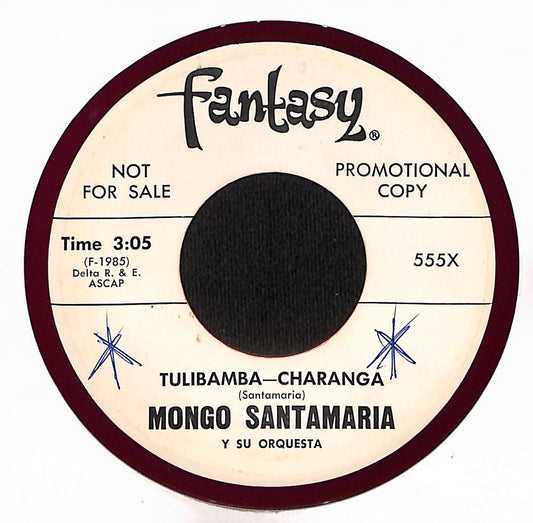 Fantasy®
NOT
FOR SALE
PROMOTIONAL
COPY
Time 3:05
(F-1985)
Delta R. & E.
ASCAP
555X
TULIBAMBA—CHARANGA
(Santamaria)
MONGO SANTAMARIA
Y SU ORQUESTA